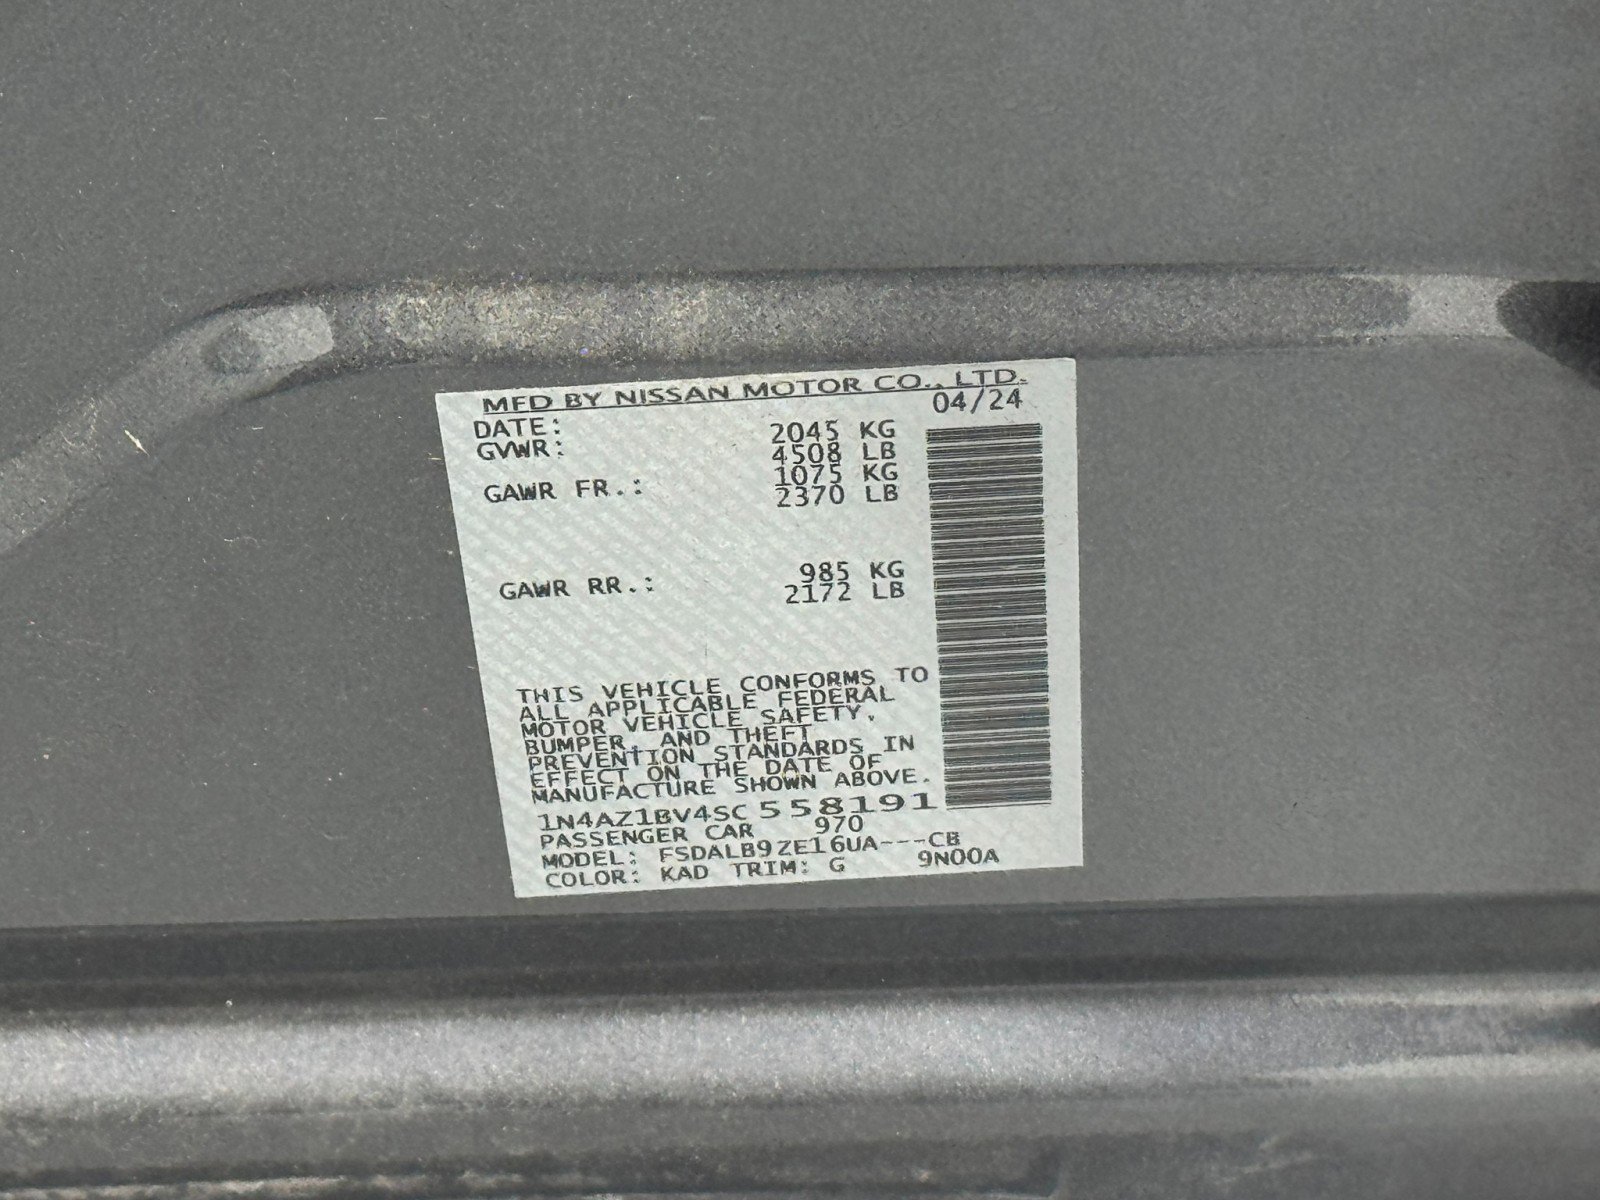 MFD BY NISSAN MOTOR CO., LTD.
DATE: 04/24
GVWR: 2045 KG
4508 LB
GAWR FR.: 1075 KG
2370 LB
GAWR RR.: 985 KG
2172 LB
THIS VEHICLE CONFORMS TO
ALL APPLICABLE FEDERAL
MOTOR VEHICLE SAFETY,
BUMPER, AND THEFT
PREVENTION STANDARDS IN
EFFECT ON THE DATE OF
MANUFACTURE SHOWN ABOVE.
1N4AZ1BV4SC558191
PASSENGER CAR 970
MODEL: FSDALB9ZE16UA---CB
COLOR: KAD TRIM: G 9N00A